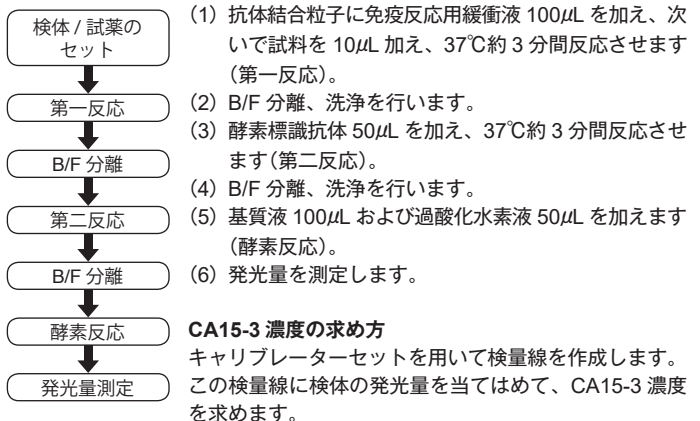 検体 / 試薬の
セット
第一反応
B/F 分離
第二反応
B/F 分離
酵素反応
発光量測定
(1) 抗体結合粒子に免疫反応用緩衝液 100μL を加え、次
いで試料を 10μL 加え、37℃約 3 分間反応させます
(第一反応)。
(2) B/F 分離、洗浄を行います。
(3) 酵素標識抗体 50μL を加え、37℃約 3 分間反応させ
ます(第二反応)。
(4) B/F 分離、洗浄を行います。
(5) 基質液 100μL および過酸化水素液 50μL を加えます
(酵素反応)。
(6) 発光量を測定します。
CA15-3 濃度の求め方
キャリブレーターセットを用いて検量線を作成します。
この検量線に検体の発光量を当てはめて、CA15-3 濃度
を求めます。